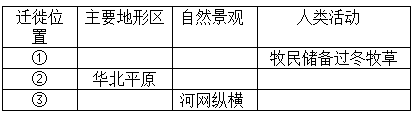 迁徙位置 主要地形区 自然景观 人类活动
① 牧民储备过冬牧草
② 华北平原
③ 河网纵横